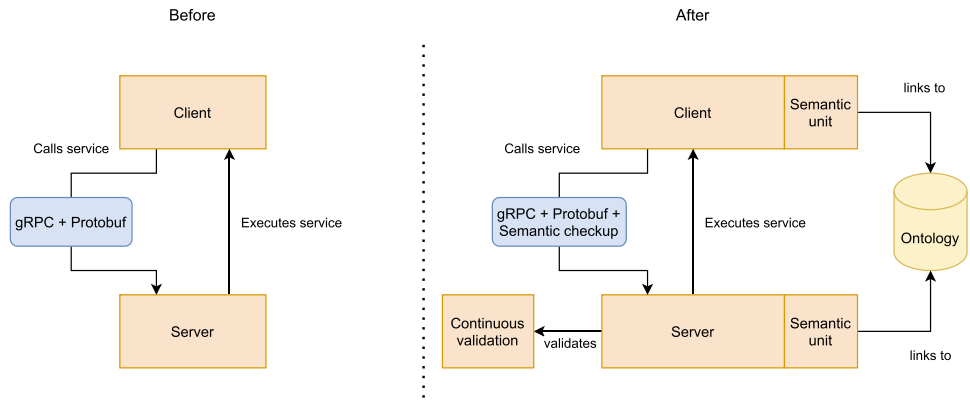 Before
Client
Calls service
gRPC + Protobuf
Executes service
Server
After
Client
Semantic
unit
links to
Calls service
gRPC + Protobuf +
Semantic checkup
Executes service
Ontology
Continuous
validation
validates
Server
Semantic
unit
links to